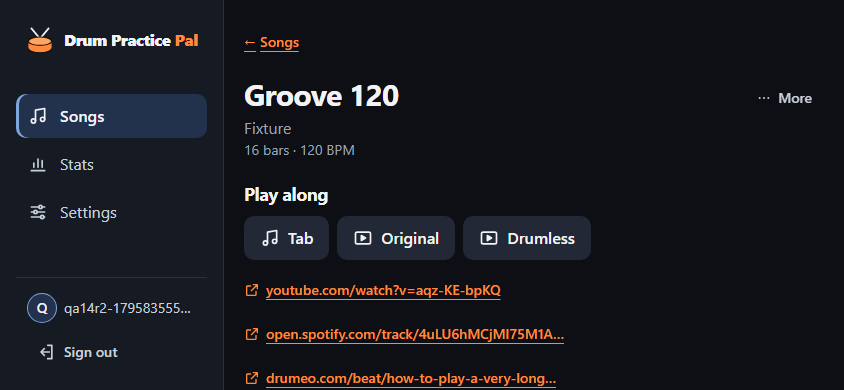 Drum Practice Pal
Songs
Stats
Settings
Q qa14r2-179583555...
Sign out
← Songs
Groove 120
··· More
Fixture
16 bars · 120 BPM
Play along
Tab Original Drumless
youtube.com/watch?v=aqz-KE-bpKQ
open.spotify.com/track/4uLU6hMCjMI75M1A...
drumeo.com/beat/how-to-play-a-very-long...